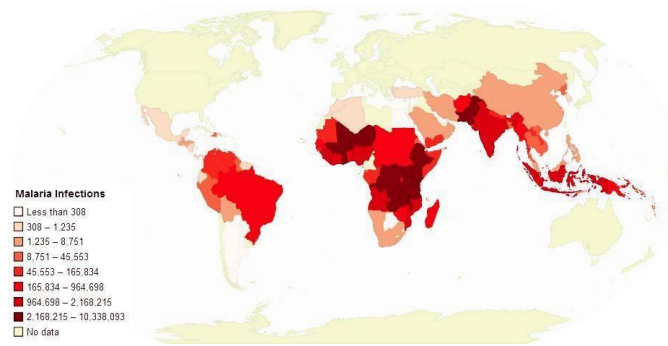 Malaria Infections
Less than 308
308 – 1,235
1,235 – 8,751
8,751 – 45,553
45,553 – 165,834
165,834 – 964,698
964,698 – 2,168,215
2,168,215 – 10,338,093
No data